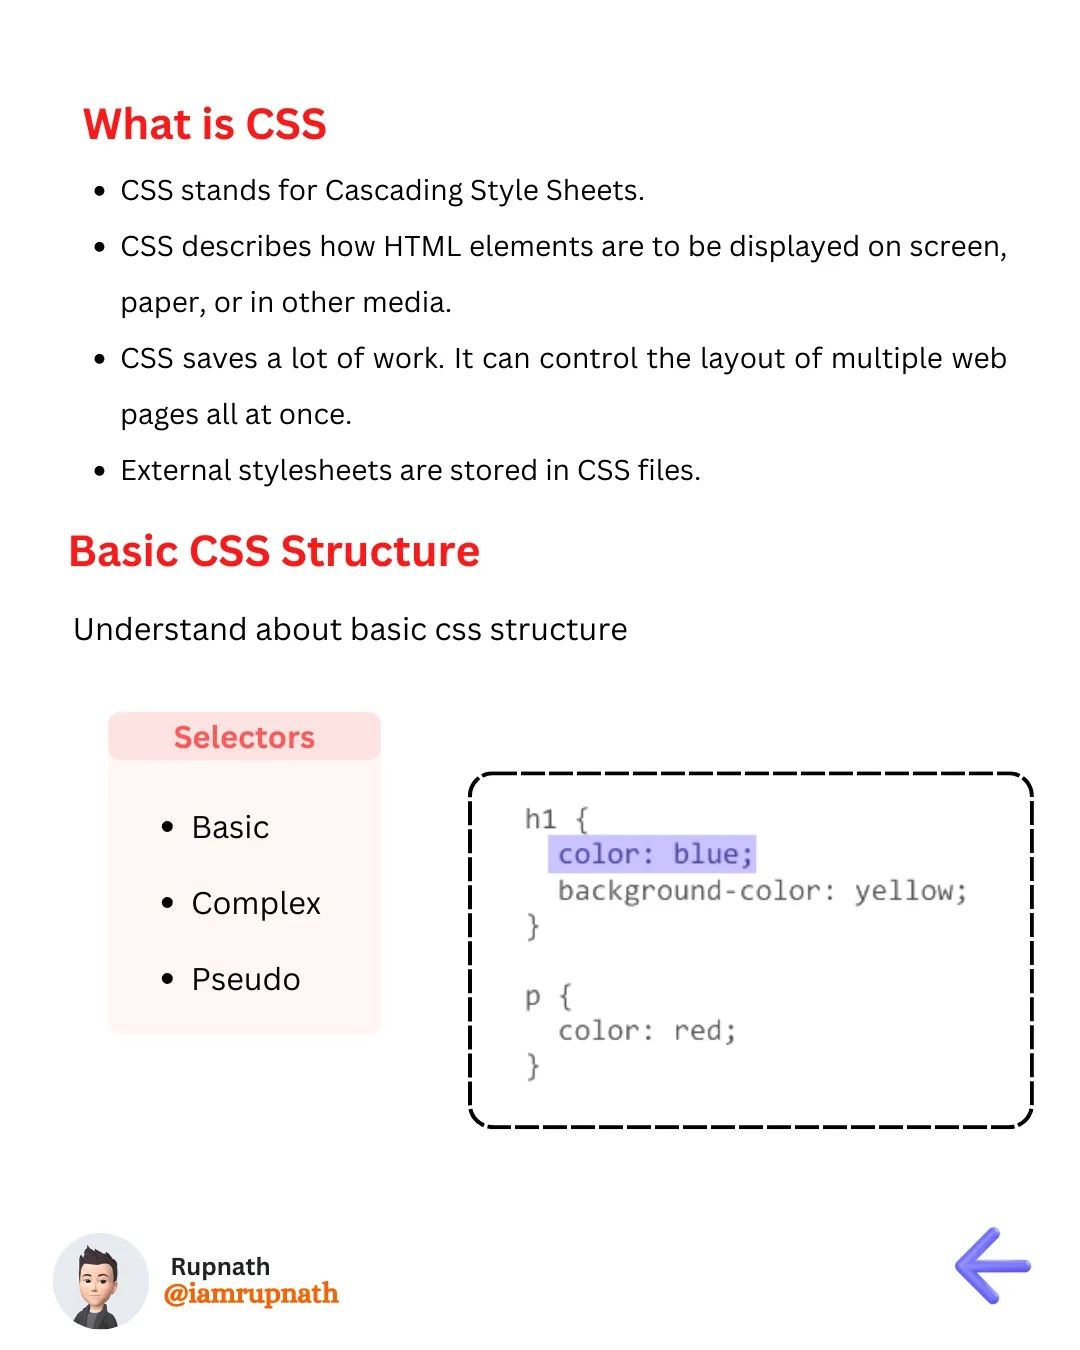 What is CSS
• CSS stands for Cascading Style Sheets.
• CSS describes how HTML elements are to be displayed on screen,
paper, or in other media.
• CSS saves a lot of work. It can control the layout of multiple web
pages all at once.
• External stylesheets are stored in CSS files.
Basic CSS Structure
Understand about basic css structure
Selectors
• Basic
• Complex
• Pseudo
h1 {
  color: blue;
  background-color: yellow;
}
p {
  color: red;
}
Rupnath
@iamrupnath